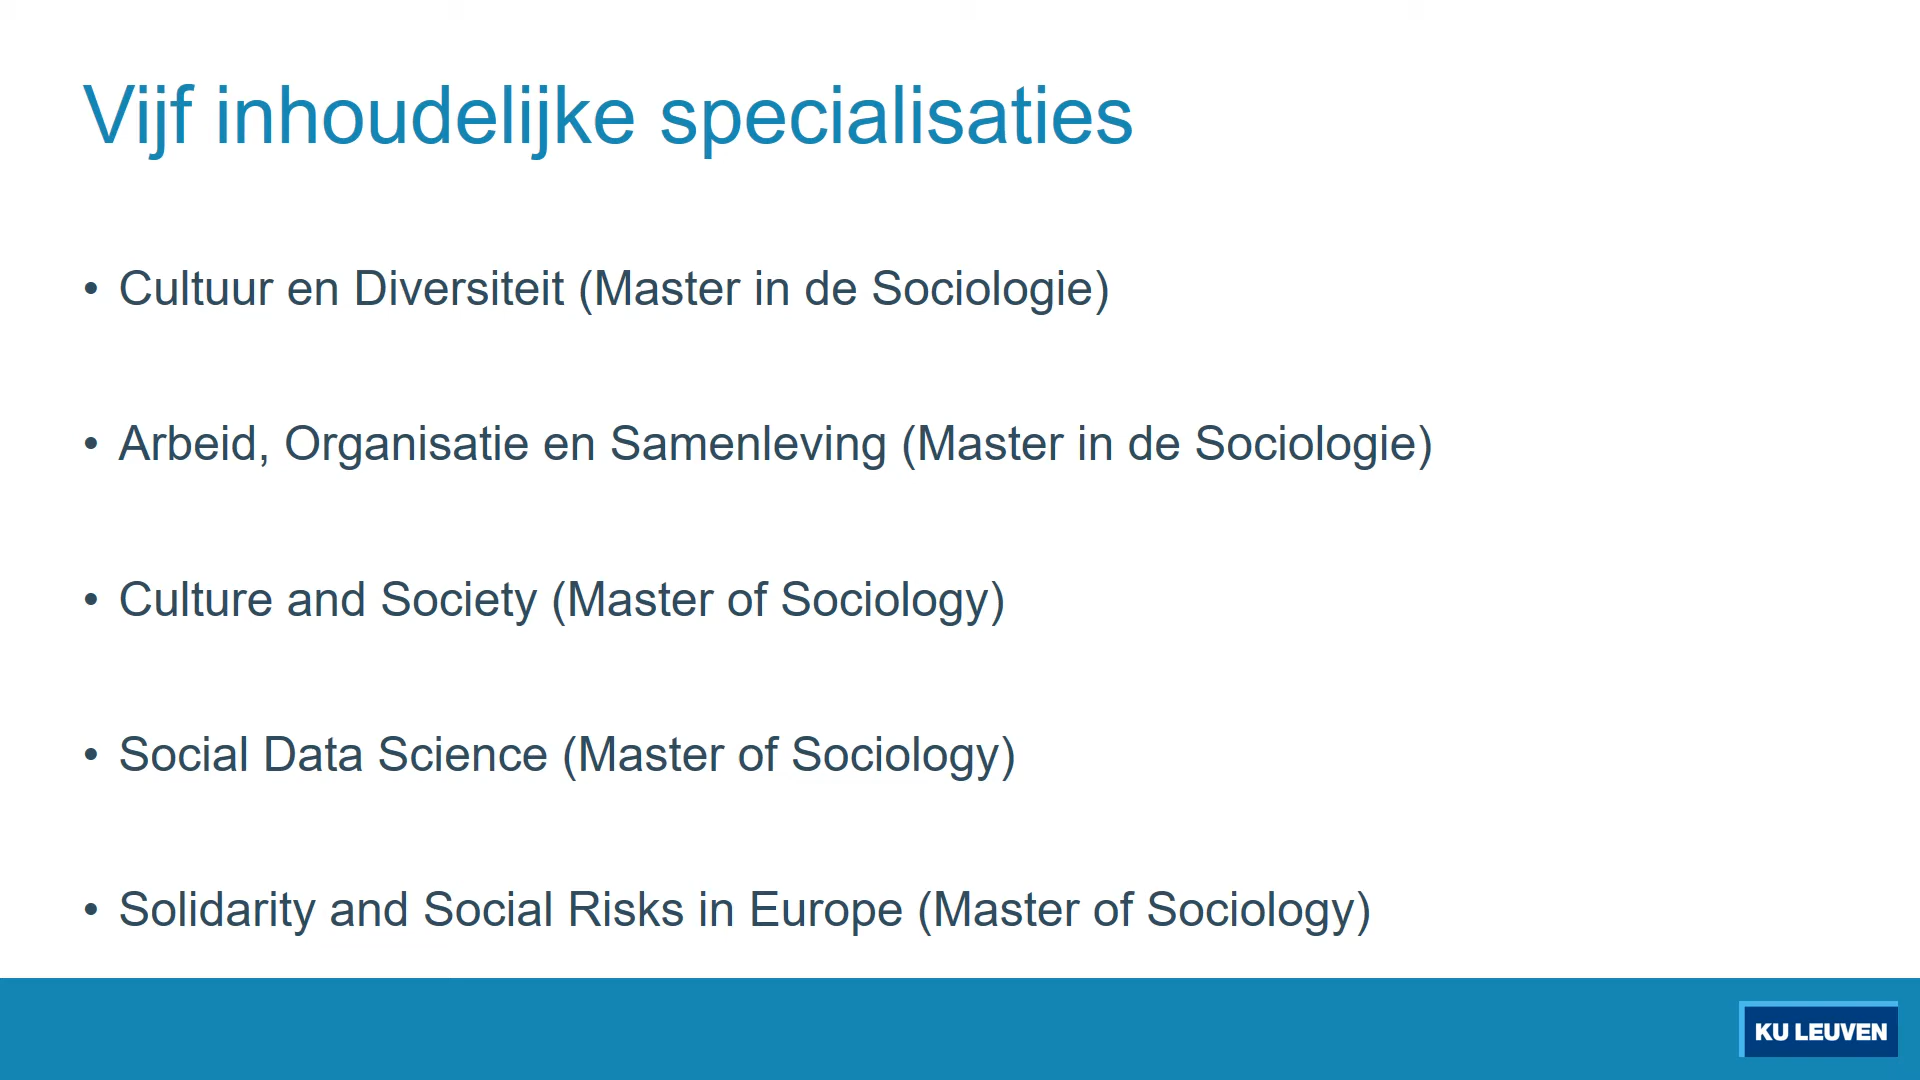 Vijf inhoudelijke specialisaties
• Cultuur en Diversiteit (Master in de Sociologie)
• Arbeid, Organisatie en Samenleving (Master in de Sociologie)
• Culture and Society (Master of Sociology)
• Social Data Science (Master of Sociology)
• Solidarity and Social Risks in Europe (Master of Sociology)
KU LEUVEN